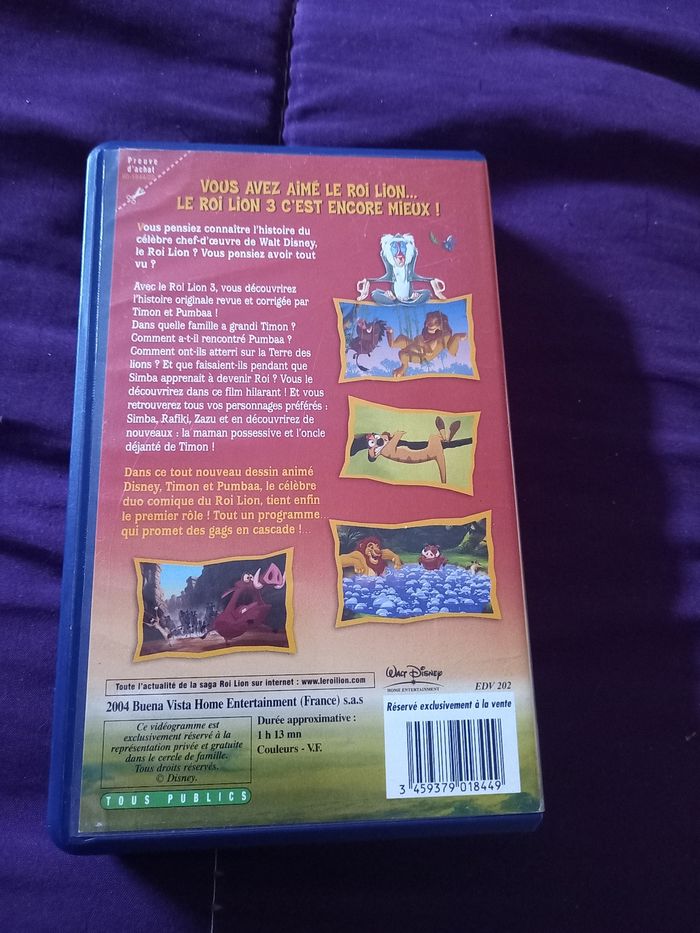 Preuve
d'achat
VOUS AVEZ AIMÉ LE ROI LION...
LE ROI LION 3 C'EST ENCORE MIEUX !
Vous pensiez connaître l'histoire du
célèbre chef-d'œuvre de Walt Disney,
le Roi Lion ? Vous pensiez avoir tout
vu ?
Avec le Roi Lion 3, vous découvrirez
l'histoire originale revue et corrigée par
Timon et Pumbaa !
Dans quelle famille a grandi Timon ?
Comment a-t-il rencontré Pumbaa ?
Comment ont-ils atterri sur la Terre des
lions ? Et que faisaient-ils pendant que
Simba apprenait à devenir Roi ? Vous le
découvrirez dans ce film hilarant ! Et vous
retrouverez tous vos personnages préférés :
Simba, Rafiki, Zazu et en découvrirez de
nouveaux : la maman possessive et l'oncle
déjanté de Timon !
Dans ce tout nouveau dessin animé
Disney, Timon et Pumbaa, le célèbre
duo comique du Roi Lion, tient enfin
le premier rôle ! Tout un programme...
qui promet des gags en cascade !...
Toute l'actualité de la saga Roi Lion sur internet : www.leroilion.com
WALT DISNEY
HOME ENTERTAINMENT
EDV 202
2004 Buena Vista Home Entertainment (France) s.a.s
Ce vidéogramme est
exclusivement réservé à la
représentation privée et gratuite
dans le cercle de famille.
Tous droits réservés.
© Disney.
Durée approximative :
1 h 13 mn
Couleurs - V.F.
TOUS PUBLICS
Réservé exclusivement à la vente
3 459379 018449